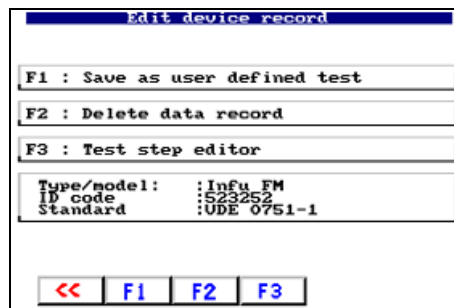 Edit device record
F1 : Save as user defined test
F2 : Delete data record
F3 : Test step editor
Type/model: :Infu FM
ID code :523252
Standard :VDE 0751-1
<< F1 F2 F3